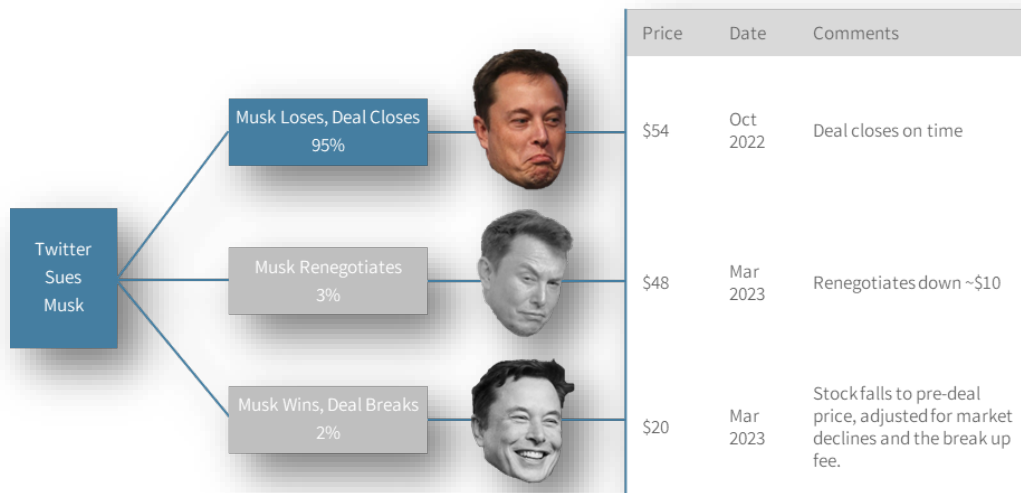 Price Date Comments
Musk Loses, Deal Closes
95%
$54
Oct
2022
Deal closes on time
Twitter
Sues
Musk
Musk Renegotiates
3%
$48
Mar
2023
Renegotiates down ~$10
Musk Wins, Deal Breaks
2%
$20
Mar
2023
Stock falls to pre-deal
price, adjusted for market
declines and the break up
fee.